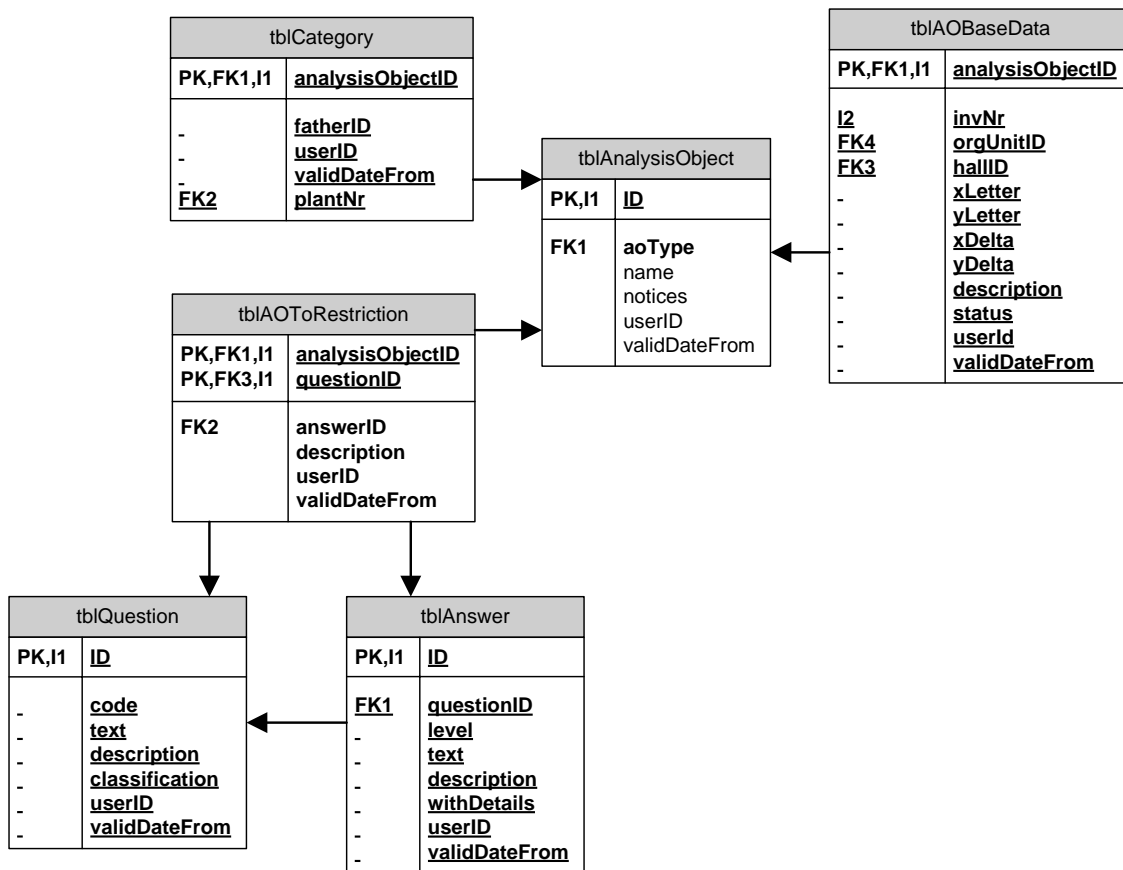 tblCategory
PK,FK1,I1 analysisObjectID
- fatherID
- userID
- validDateFrom
FK2 plantNr
tblAOBaseData
PK,FK1,I1 analysisObjectID
I2 invNr
FK4 orgUnitID
FK3 hallID
- xLetter
- yLetter
- xDelta
- yDelta
- description
- status
- userId
- validDateFrom
tblAnalysisObject
PK,I1 ID
FK1 aoType
name
notices
userID
validDateFrom
tblAOToRestriction
PK,FK1,I1 analysisObjectID
PK,FK3,I1 questionID
FK2 answerID
description
userID
validDateFrom
tblQuestion
PK,I1 ID
- code
- text
- description
- classification
- userID
- validDateFrom
tblAnswer
PK,I1 ID
FK1 questionID
- level
- text
- description
- withDetails
- userID
- validDateFrom